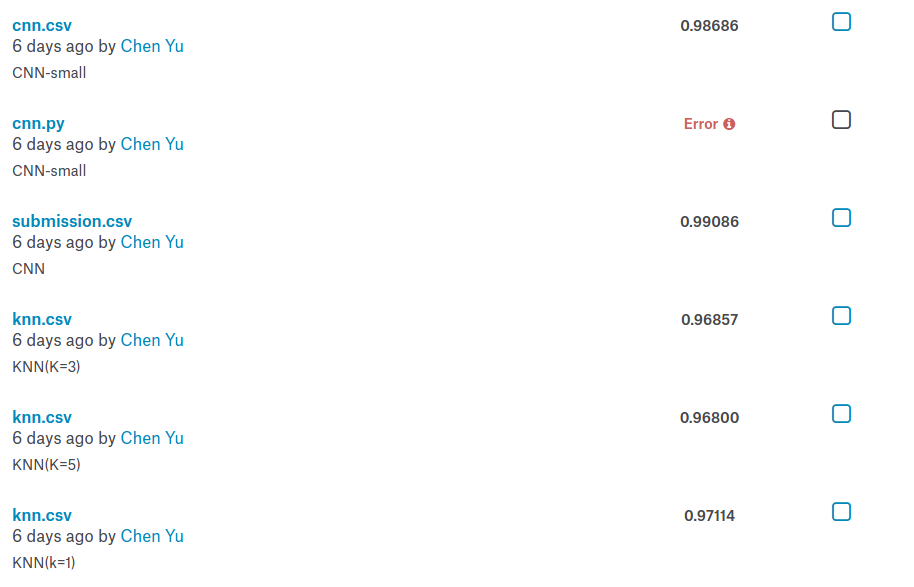 cnn.csv 0.98686
6 days ago by Chen Yu
CNN-small
cnn.py Error
6 days ago by Chen Yu
CNN-small
submission.csv 0.99086
6 days ago by Chen Yu
CNN
knn.csv 0.96857
6 days ago by Chen Yu
KNN(K=3)
knn.csv 0.96800
6 days ago by Chen Yu
KNN(K=5)
knn.csv 0.97114
6 days ago by Chen Yu
KNN(k=1)